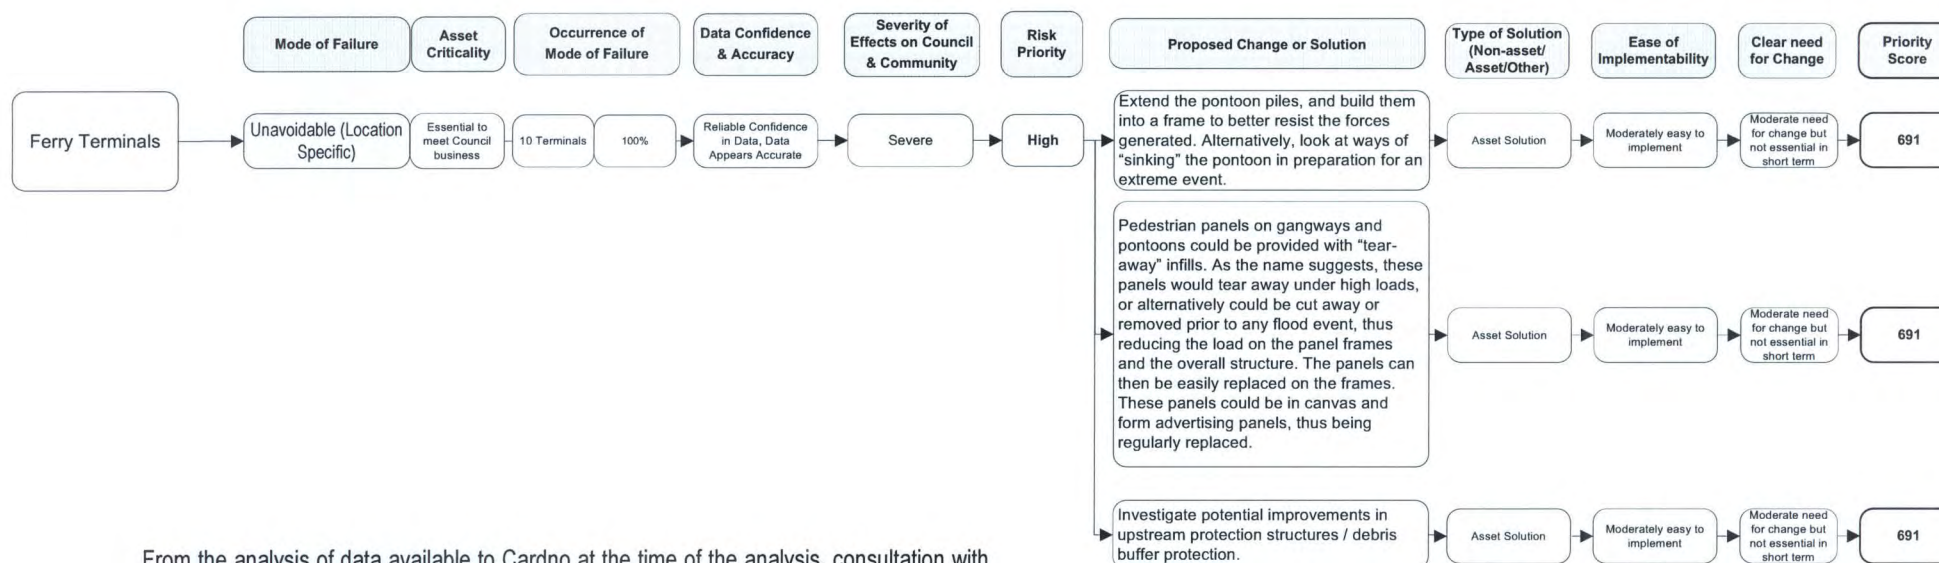 Mode of Failure
Asset
Criticality
Occurrence of
Mode of Failure
Data Confidence
& Accuracy
Severity of
Effects on Council
& Community
Risk
Priority
Proposed Change or Solution
Type of Solution
(Non-asset/
Asset/Other)
Ease of
Implementability
Clear need
for Change
Priority
Score
Ferry Terminals
Unavoidable (Location
Specific)
Essential to
meet Council
business
10 Terminals
100%
Reliable Confidence
in Data, Data
Appears Accurate
Severe
High
Extend the pontoon piles, and build them
into a frame to better resist the forces
generated. Alternatively, look at ways of
"sinking" the pontoon in preparation for an
extreme event.
Asset Solution
Moderately easy to
implement
Moderate need
for change but
not essential in
short term
691
Pedestrian panels on gangways and
pontoons could be provided with "tear-
away" infills. As the name suggests, these
panels would tear away under high loads,
or alternatively could be cut away or
removed prior to any flood event, thus
reducing the load on the panel frames
and the overall structure. The panels can
then be easily replaced on the frames.
These panels could be in canvas and
form advertising panels, thus being
regularly replaced.
Asset Solution
Moderately easy to
implement
Moderate need
for change but
not essential in
short term
691
Investigate potential improvements in
upstream protection structures / debris
buffer protection.
Asset Solution
Moderately easy to
implement
Moderate need
for change but
not essential in
short term
691
From the analysis of data available to Cardno at the time of the analysis, consultation with